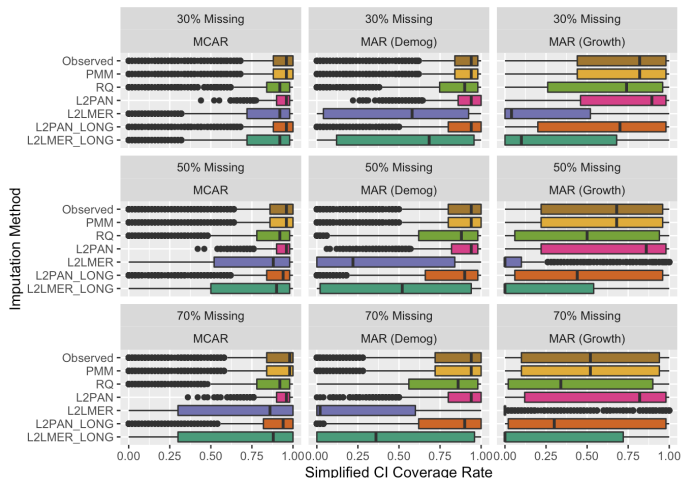 30% Missing 30% Missing 30% Missing
MCAR MAR (Demog) MAR (Growth)
Observed
PMM
RQ
L2PAN
L2LMER
L2PAN_LONG
L2LMER_LONG
50% Missing 50% Missing 50% Missing
MCAR MAR (Demog) MAR (Growth)
Observed
PMM
RQ
L2PAN
L2LMER
L2PAN_LONG
L2LMER_LONG
70% Missing 70% Missing 70% Missing
MCAR MAR (Demog) MAR (Growth)
Observed
PMM
RQ
L2PAN
L2LMER
L2PAN_LONG
L2LMER_LONG
0.00 0.25 0.50 0.75 1.00 0.00 0.25 0.50 0.75 1.00 0.00 0.25 0.50 0.75 1.00
Simplified CI Coverage Rate
Imputation Method